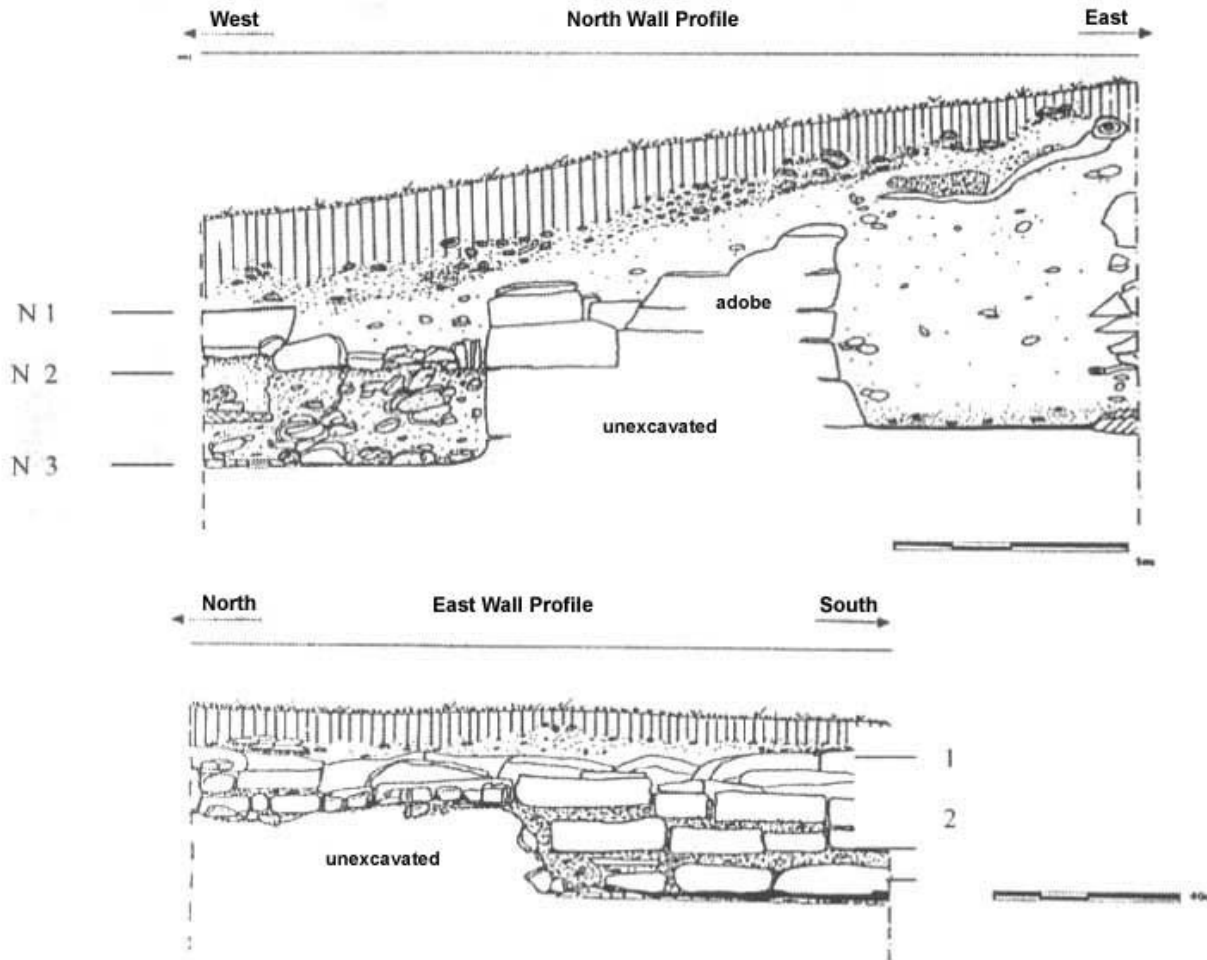 West North Wall Profile East
N 1
adobe
N 2
unexcavated
N 3
North East Wall Profile South
1
2
unexcavated